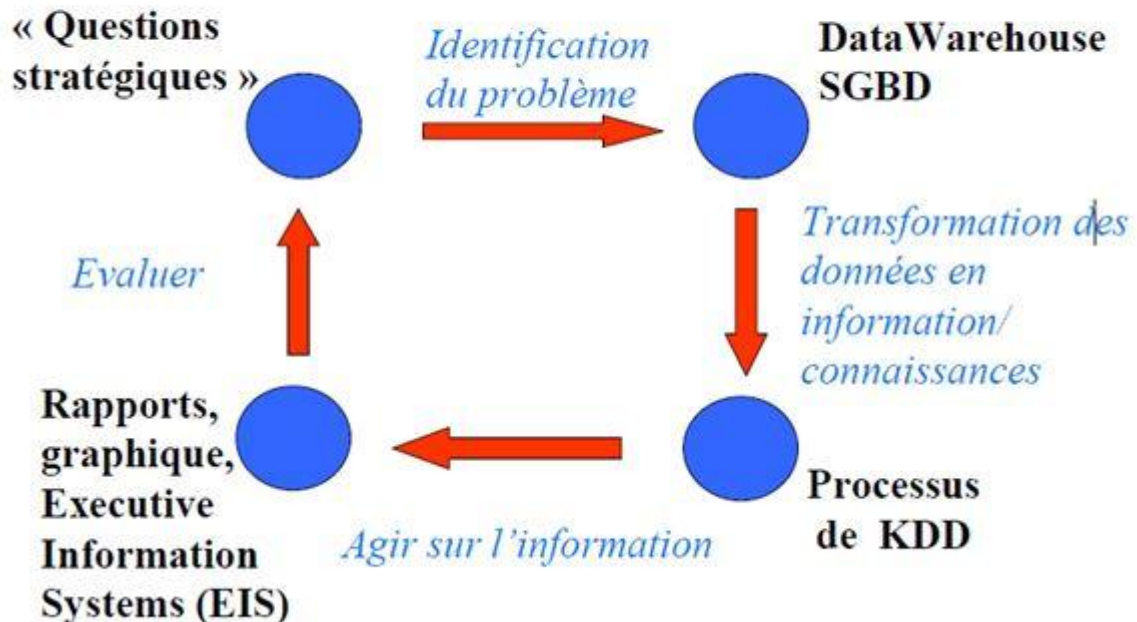 « Questions
stratégiques »
Identification
du problème
DataWarehouse
SGBD
Transformation des
données en
information/
connaissances
Evaluer
Rapports,
graphique,
Executive
Information
Systems (EIS)
Agir sur l’information
Processus
de KDD